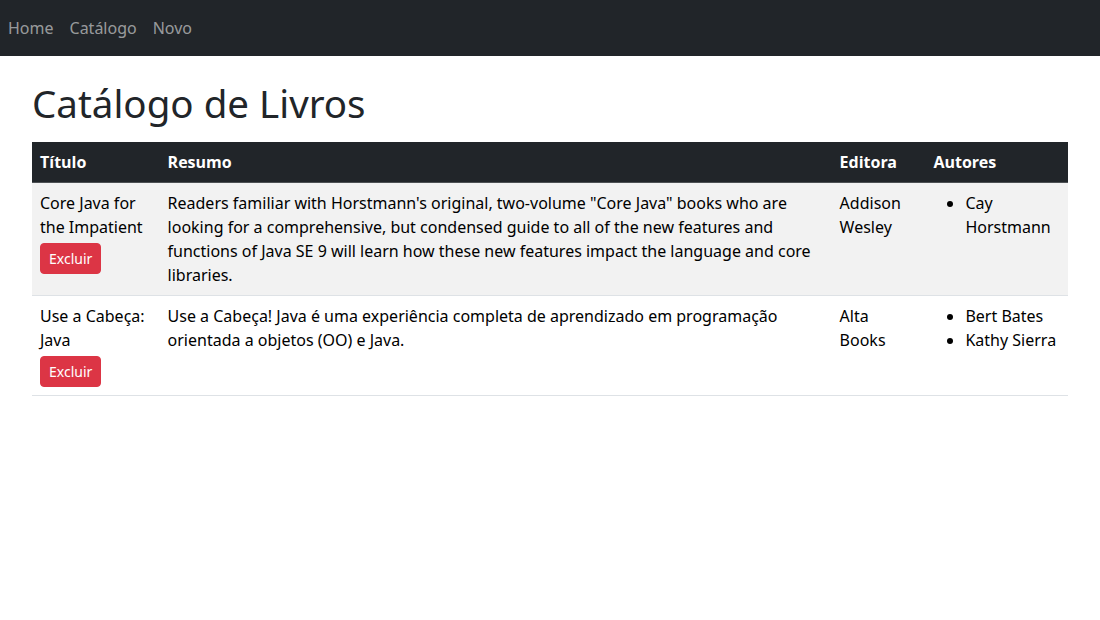 Home Catálogo Novo
Catálogo de Livros
Título Resumo Editora Autores
Core Java for the Impatient
Excluir
Readers familiar with Horstmann's original, two-volume "Core Java" books who are
looking for a comprehensive, but condensed guide to all of the new features and
functions of Java SE 9 will learn how these new features impact the language and core
libraries.
Addison
Wesley
Cay
Horstmann
Use a Cabeça:
Java
Excluir
Use a Cabeça! Java é uma experiência completa de aprendizado em programação
orientada a objetos (OO) e Java.
Alta
Books
Bert Bates
Kathy Sierra